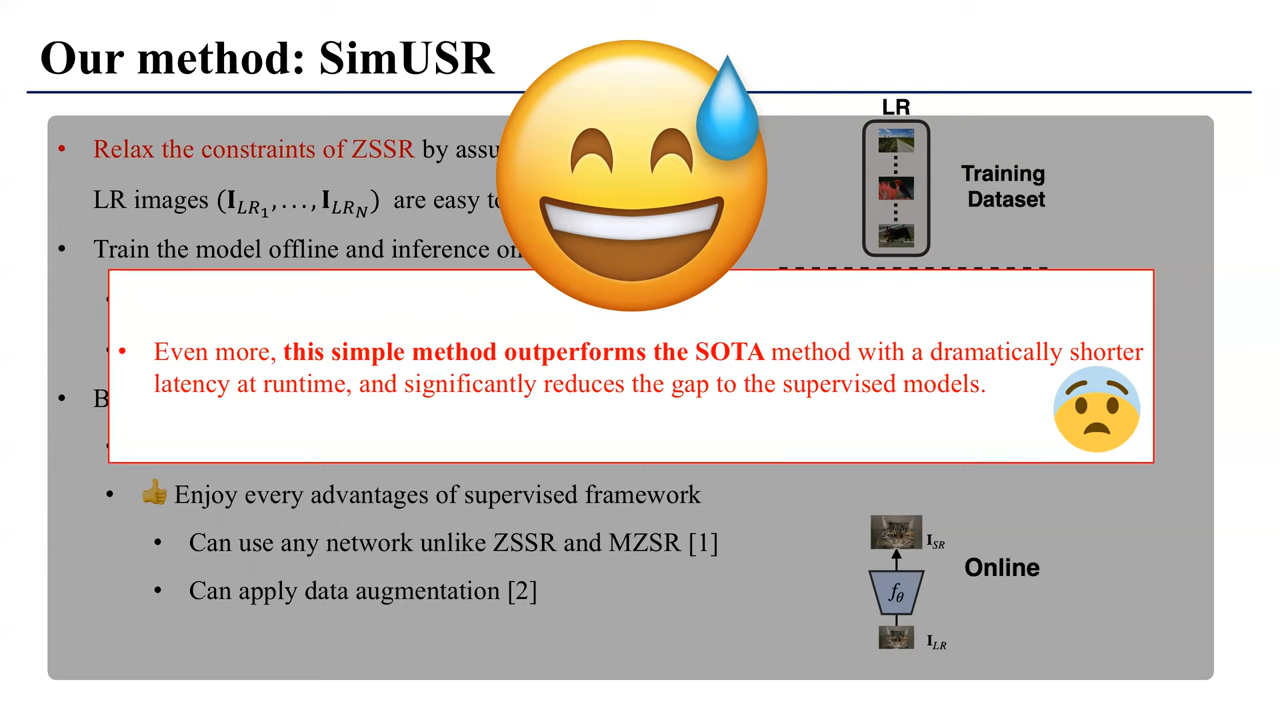 Our method: SimUSR
• Relax the constraints of ZSSR by assu
LR images (I_{LR_1}, ..., I_{LR_N}) are easy to
• Train the model offline and inference on
• Even more, this simple method outperforms the SOTA method with a dramatically shorter
latency at runtime, and significantly reduces the gap to the supervised models.
• B
• 👍 Enjoy every advantages of supervised framework
• Can use any network unlike ZSSR and MZSR [1]
• Can apply data augmentation [2]
LR
Training
Dataset
I_{SR}
Online
f_θ
I_{LR}